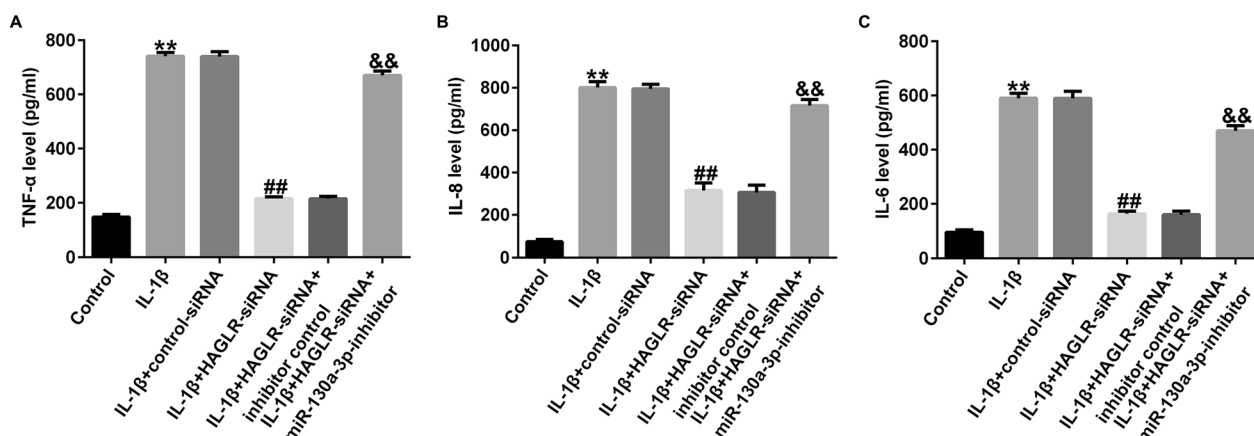 A
TNF-α level (pg/ml)
800
600
400
200
0
**
##
&&
Control
IL-1β
IL-1β+control-siRNA
IL-1β+HAGLR-siRNA
IL-1β+HAGLR-siRNA+
inhibitor control
IL-1β+HAGLR-siRNA+
miR-130a-3p-inhibitor
B
IL-8 level (pg/ml)
1000
800
600
400
200
0
**
##
&&
Control
IL-1β
IL-1β+control-siRNA
IL-1β+HAGLR-siRNA
IL-1β+HAGLR-siRNA+
inhibitor control
IL-1β+HAGLR-siRNA+
miR-130a-3p-inhibitor
C
IL-6 level (pg/ml)
800
600
400
200
0
**
##
&&
Control
IL-1β
IL-1β+control-siRNA
IL-1β+HAGLR-siRNA
IL-1β+HAGLR-siRNA+
inhibitor control
IL-1β+HAGLR-siRNA+
miR-130a-3p-inhibitor